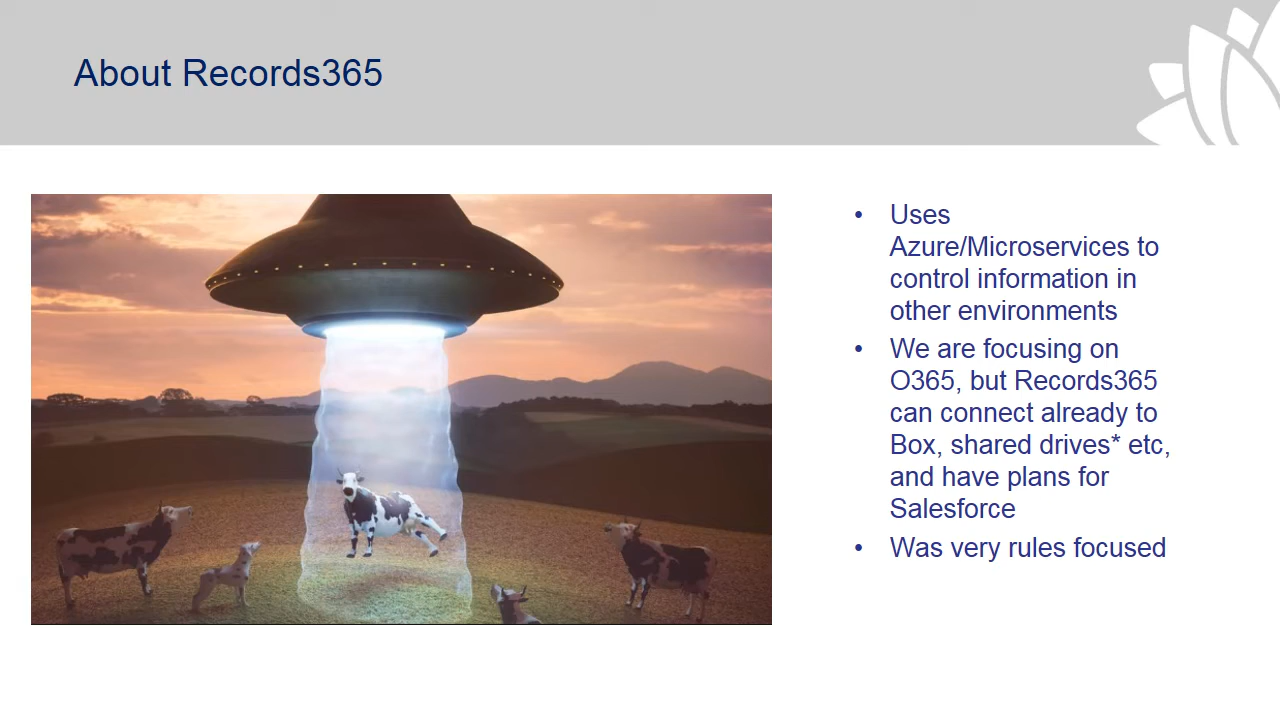 About Records365
• Uses
Azure/Microservices to
control information in
other environments
• We are focusing on
O365, but Records365
can connect already to
Box, shared drives* etc,
and have plans for
Salesforce
• Was very rules focused